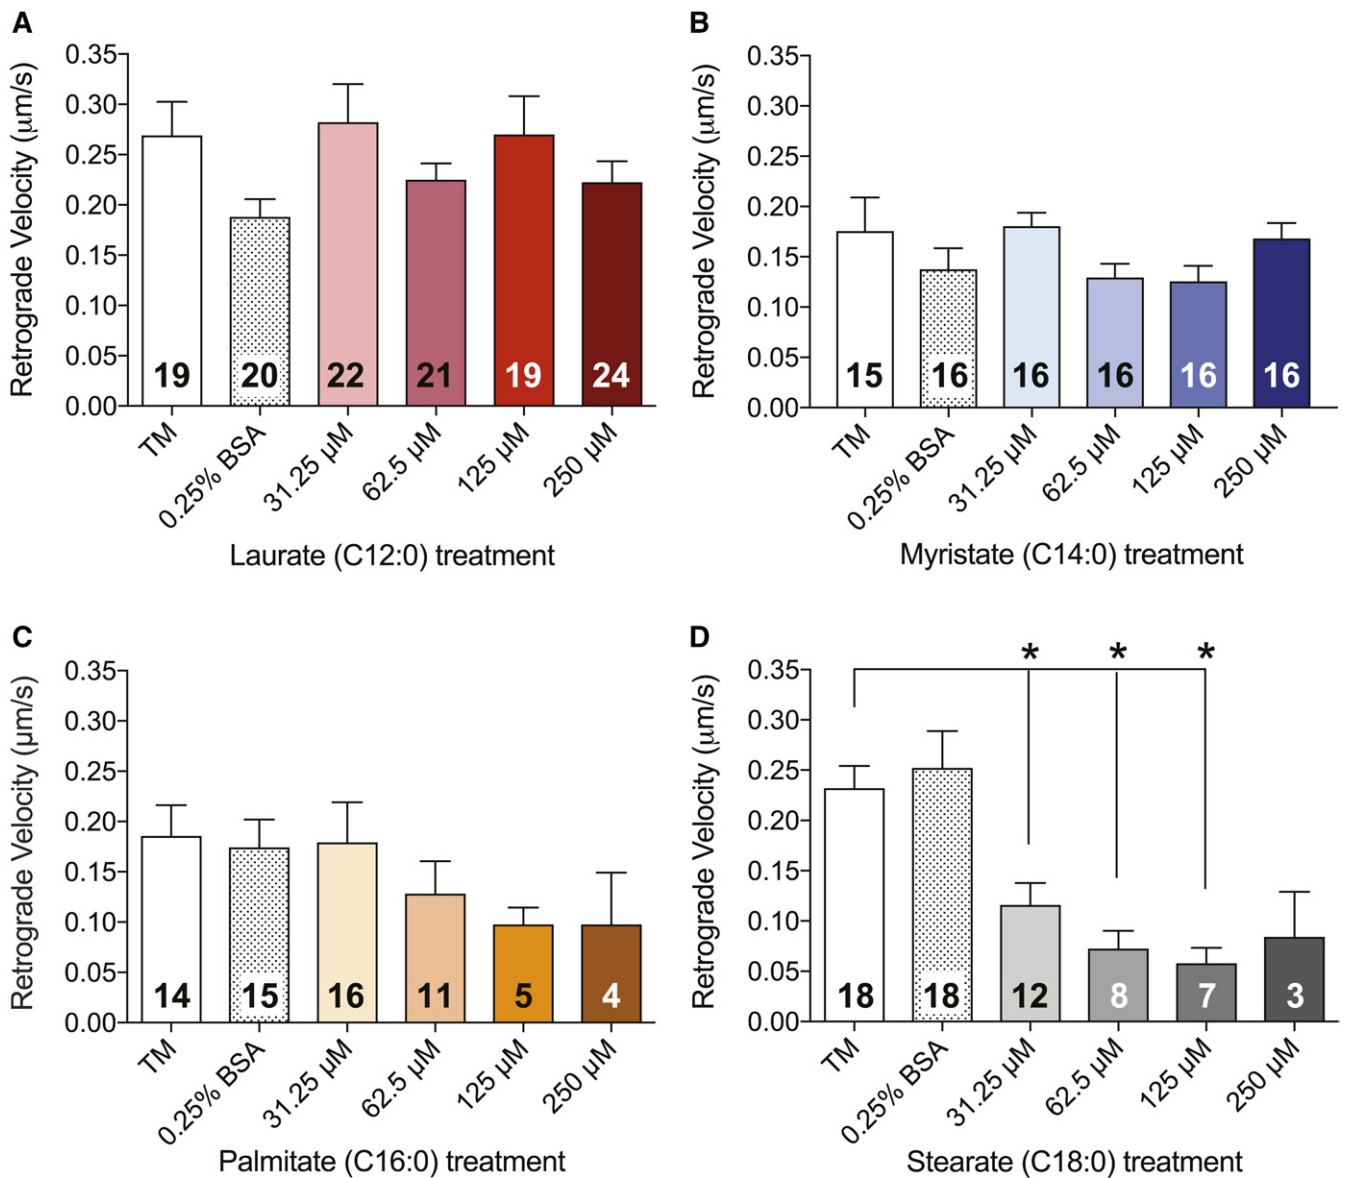 A
Retrograde Velocity (μm/s)
0.35
0.30
0.25
0.20
0.15
0.10
0.05
0.00
19 20 22 21 19 24
TM 0.25% BSA 31.25 μM 62.5 μM 125 μM 250 μM
Laurate (C12:0) treatment
B
Retrograde Velocity (μm/s)
0.35
0.30
0.25
0.20
0.15
0.10
0.05
0.00
15 16 16 16 16 16
TM 0.25% BSA 31.25 μM 62.5 μM 125 μM 250 μM
Myristate (C14:0) treatment
C
Retrograde Velocity (μm/s)
0.35
0.30
0.25
0.20
0.15
0.10
0.05
0.00
14 15 16 11 5 4
TM 0.25% BSA 31.25 μM 62.5 μM 125 μM 250 μM
Palmitate (C16:0) treatment
D
* * *
Retrograde Velocity (μm/s)
0.35
0.30
0.25
0.20
0.15
0.10
0.05
0.00
18 18 12 8 7 3
TM 0.25% BSA 31.25 μM 62.5 μM 125 μM 250 μM
Stearate (C18:0) treatment